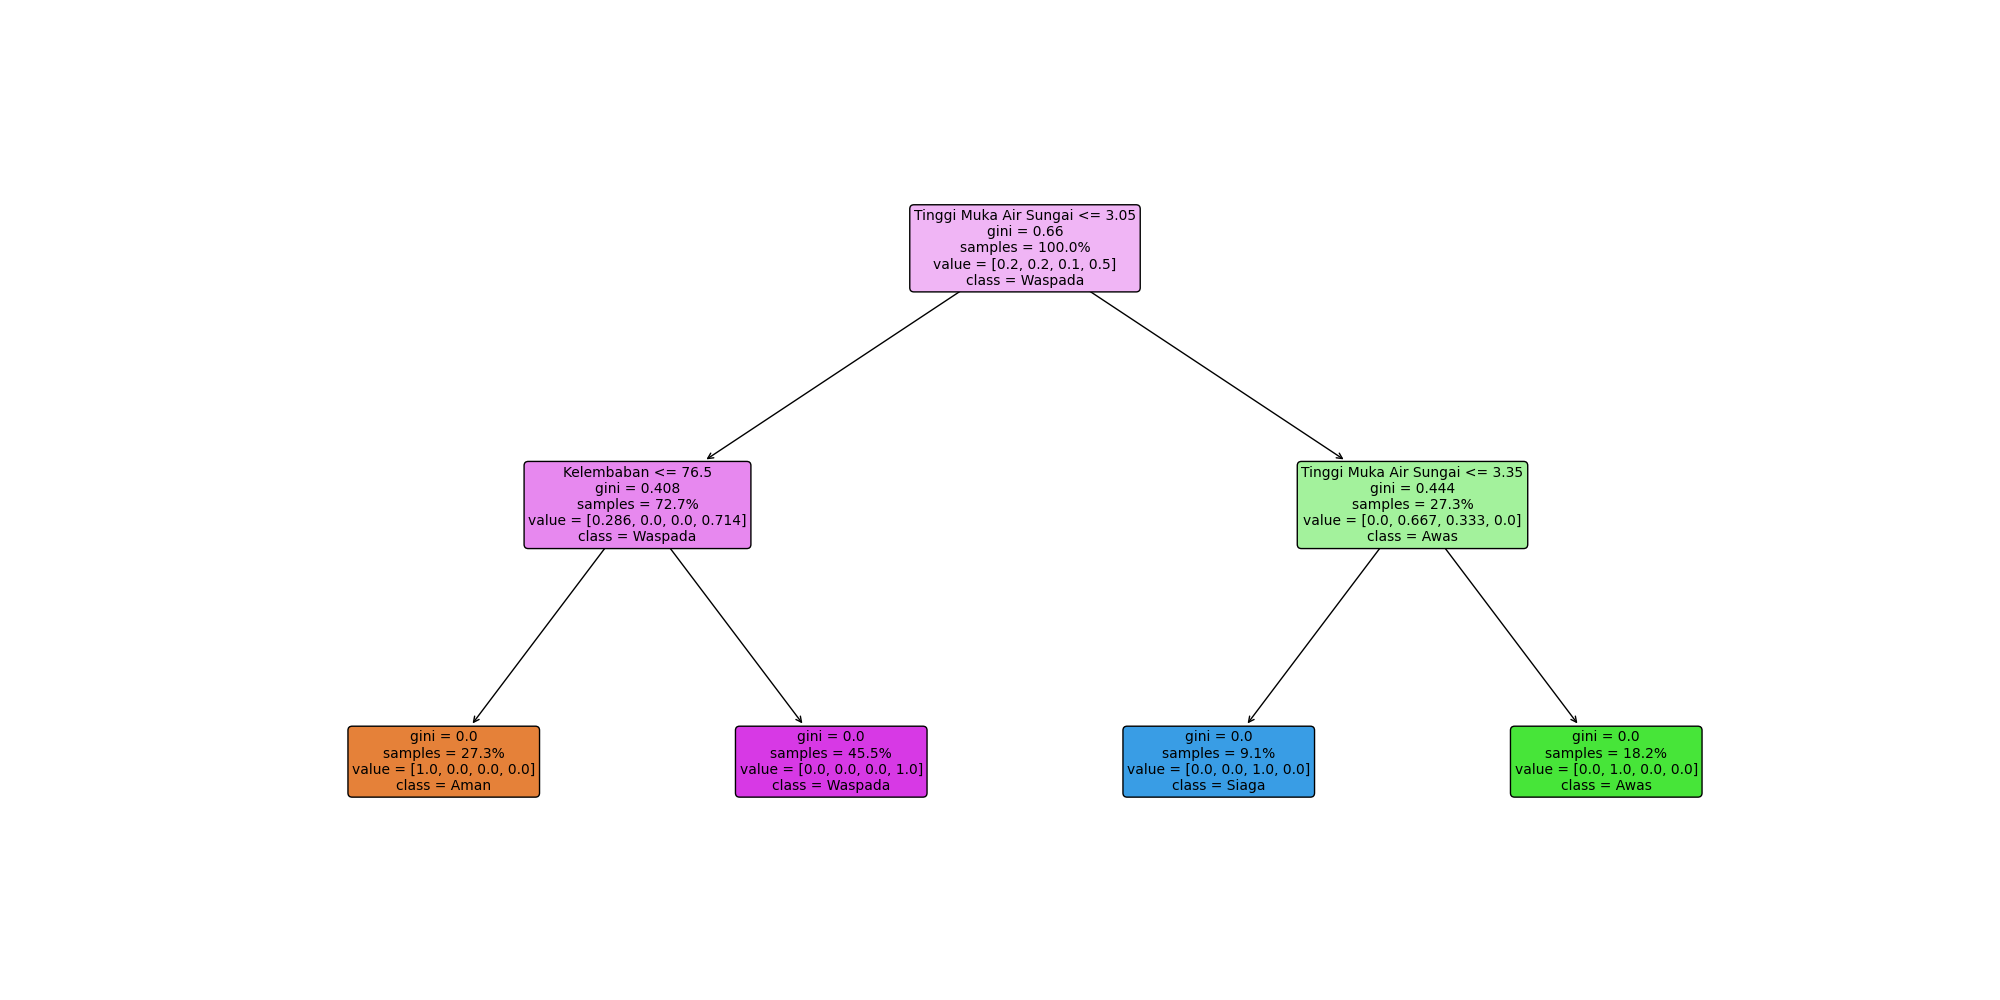 Tinggi Muka Air Sungai <= 3.05
gini = 0.66
samples = 100.0%
value = [0.2, 0.2, 0.1, 0.5]
class = Waspada
Kelembaban <= 76.5
gini = 0.408
samples = 72.7%
value = [0.286, 0.0, 0.0, 0.714]
class = Waspada
Tinggi Muka Air Sungai <= 3.35
gini = 0.444
samples = 27.3%
value = [0.0, 0.667, 0.333, 0.0]
class = Awas
gini = 0.0
samples = 27.3%
value = [1.0, 0.0, 0.0, 0.0]
class = Aman
gini = 0.0
samples = 45.5%
value = [0.0, 0.0, 0.0, 1.0]
class = Waspada
gini = 0.0
samples = 9.1%
value = [0.0, 0.0, 1.0, 0.0]
class = Siaga
gini = 0.0
samples = 18.2%
value = [0.0, 1.0, 0.0, 0.0]
class = Awas